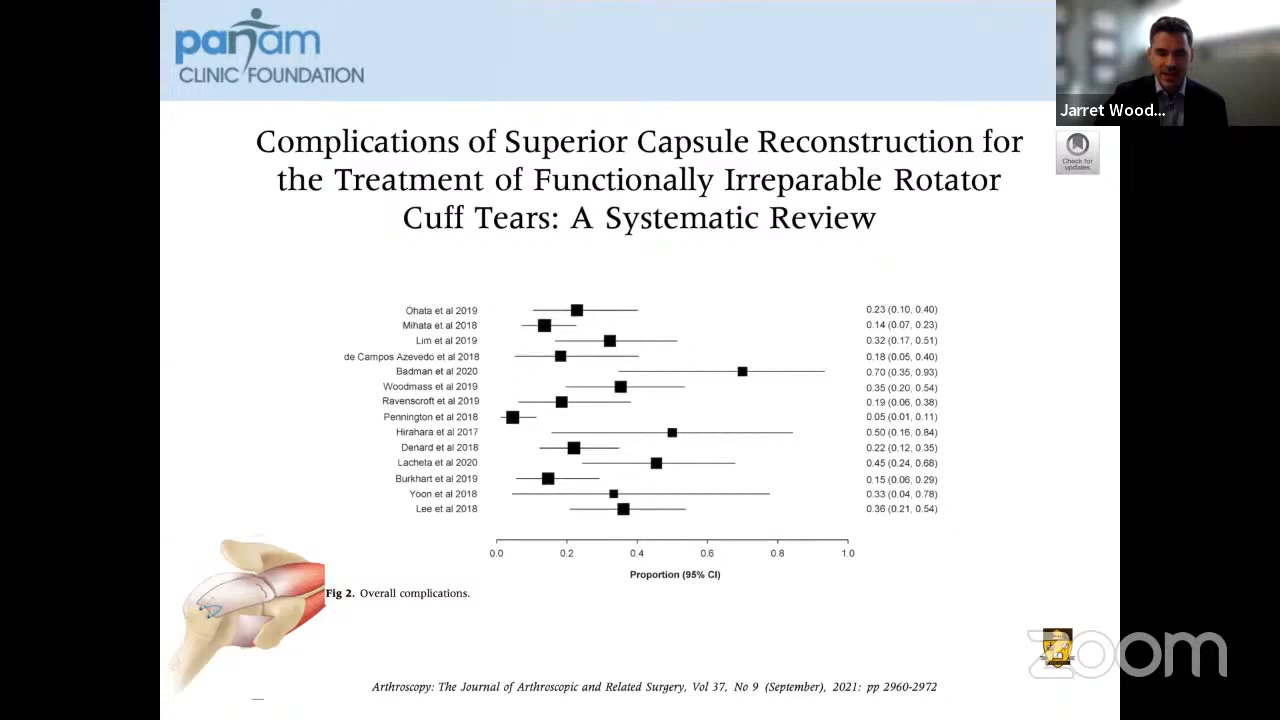 panam
CLINIC FOUNDATION
Jarret Wood...
Check for
updates
Complications of Superior Capsule Reconstruction for
the Treatment of Functionally Irreparable Rotator
Cuff Tears: A Systematic Review
Ohata et al 2019 0.23 (0.10, 0.40)
Mihata et al 2018 0.14 (0.07, 0.23)
Lim et al 2019 0.32 (0.17, 0.51)
de Campos Azevedo et al 2018 0.18 (0.05, 0.40)
Badman et al 2020 0.70 (0.35, 0.93)
Woodmass et al 2019 0.35 (0.20, 0.54)
Ravenscroft et al 2019 0.19 (0.06, 0.38)
Pennington et al 2018 0.05 (0.01, 0.11)
Hirahara et al 2017 0.50 (0.16, 0.84)
Denard et al 2018 0.22 (0.12, 0.35)
Lacheta et al 2020 0.45 (0.24, 0.68)
Burkhart et al 2019 0.15 (0.06, 0.29)
Yoon et al 2018 0.33 (0.04, 0.78)
Lee et al 2018 0.36 (0.21, 0.54)
0.0 0.2 0.4 0.6 0.8 1.0
Proportion (95% CI)
Fig 2. Overall complications.
zoom
Arthroscopy: The Journal of Arthroscopic and Related Surgery, Vol 37, No 9 (September), 2021: pp 2960-2972